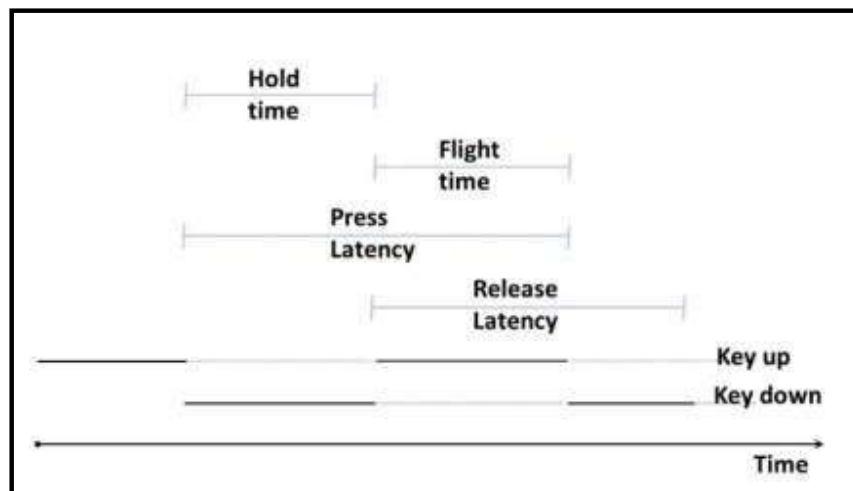 Hold
time
Flight
time
Press
Latency
Release
Latency
Key up
Key down
Time